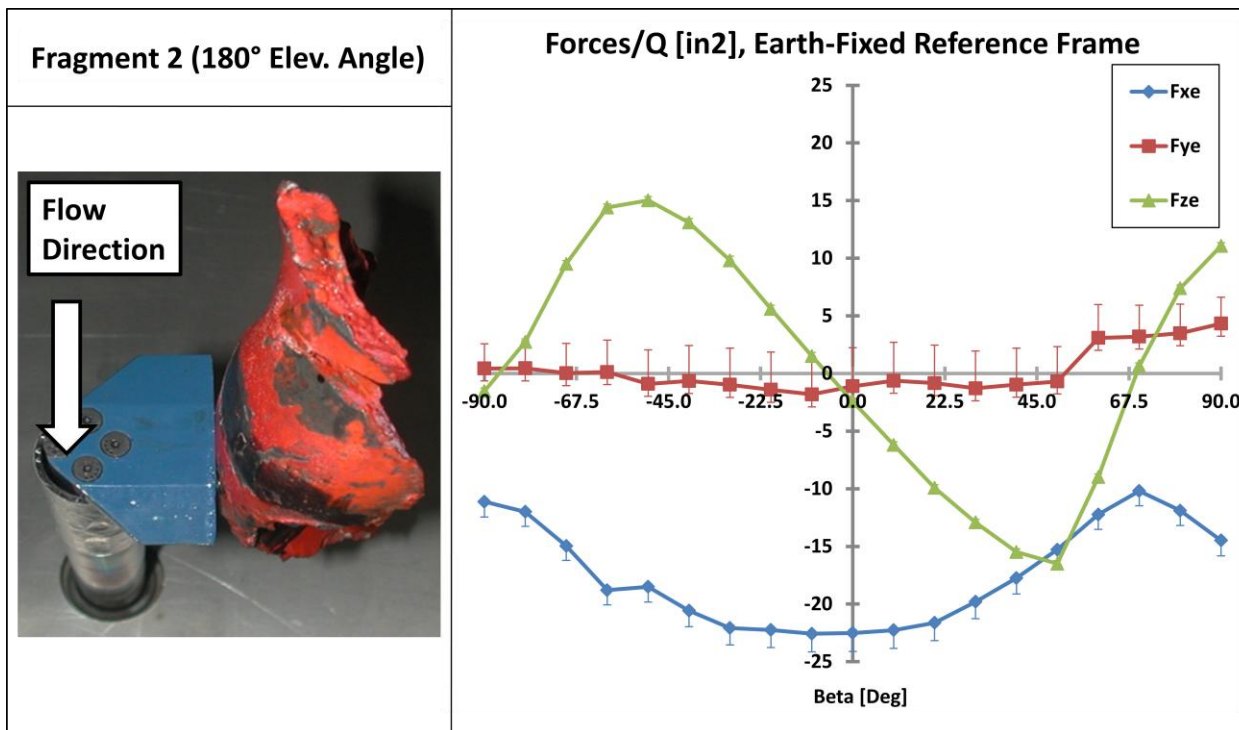 Fragment 2 (180° Elev. Angle)
Flow
Direction
Forces/Q [in2], Earth-Fixed Reference Frame
25
20
15
10
5
0
-5
-10
-15
-20
-25
-90.0 -67.5 -45.0 -22.5 0.0 22.5 45.0 67.5 90.0
Beta [Deg]
Fxe
Fye
Fze